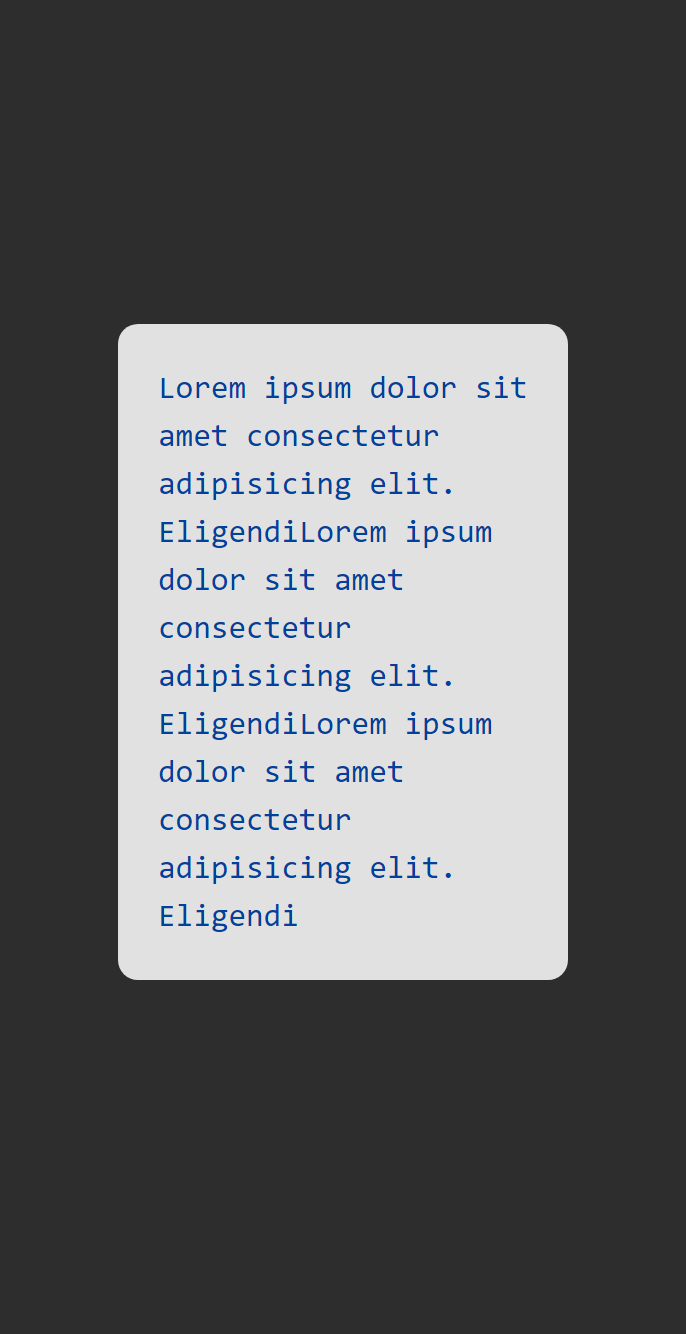 Lorem ipsum dolor sit
amet consectetur
adipisicing elit.
EligendiLorem ipsum
dolor sit amet
consectetur
adipisicing elit.
EligendiLorem ipsum
dolor sit amet
consectetur
adipisicing elit.
Eligendi